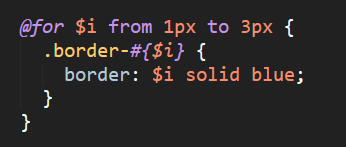 @for $i from 1px to 3px {
.border-#{$i} {
border: $i solid blue;
}
}